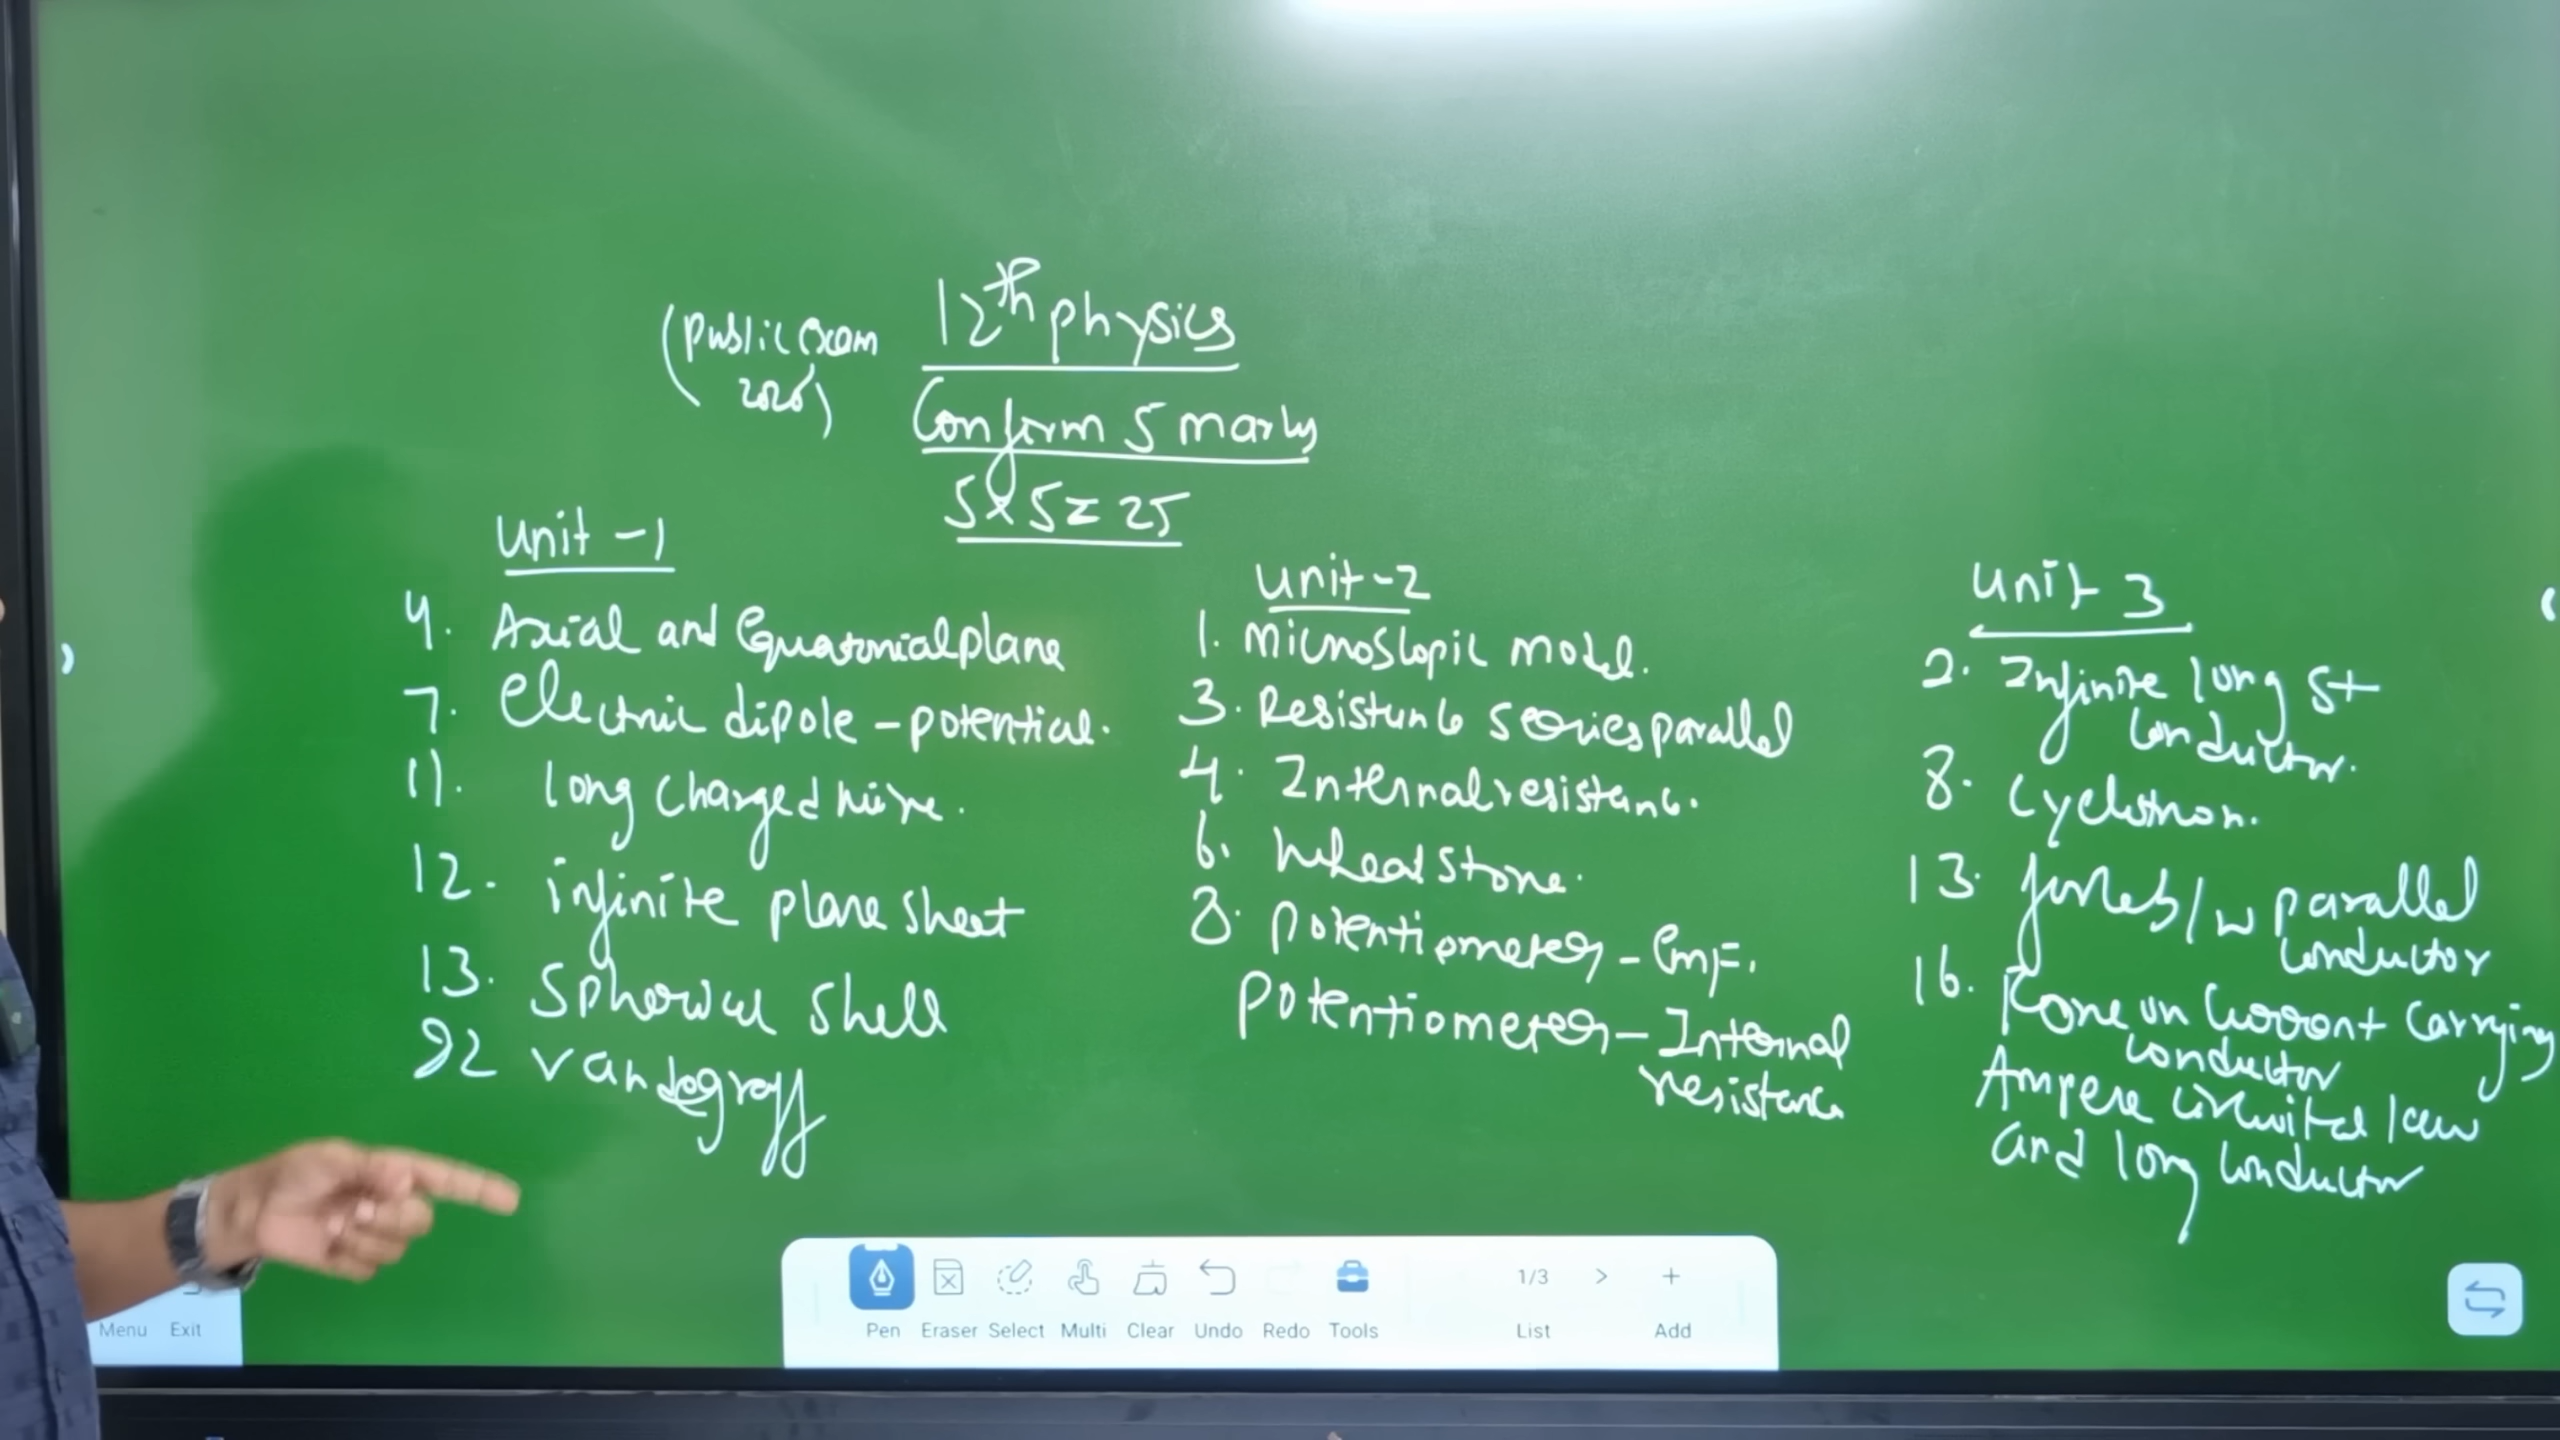 12th physics
(public exam
2026)
Conform 5 marks
5x5=25
Unit -1
4. Axial and Equatorial plane
7. Electric dipole - potential.
11. long charged wire.
12. infinite plane sheet
13. Spherical Shell
22 Vandegraff
Unit-2
1. Microscopic model.
3. Resistance series parallel
4. Internal resistance.
6. Wheatstone.
8. Potentiometer - Emf.
Potentiometer - Internal
resistance
Unit 3
2. Infinite long St
conductor.
8. Cyclotron.
13. force b/w parallel
conductor
16. Force on Current Carrying
conductor
Ampere circuital law
and long conductor
Menu Exit
Pen Eraser Select Multi Clear Undo Redo Tools
1/3 > +
List Add